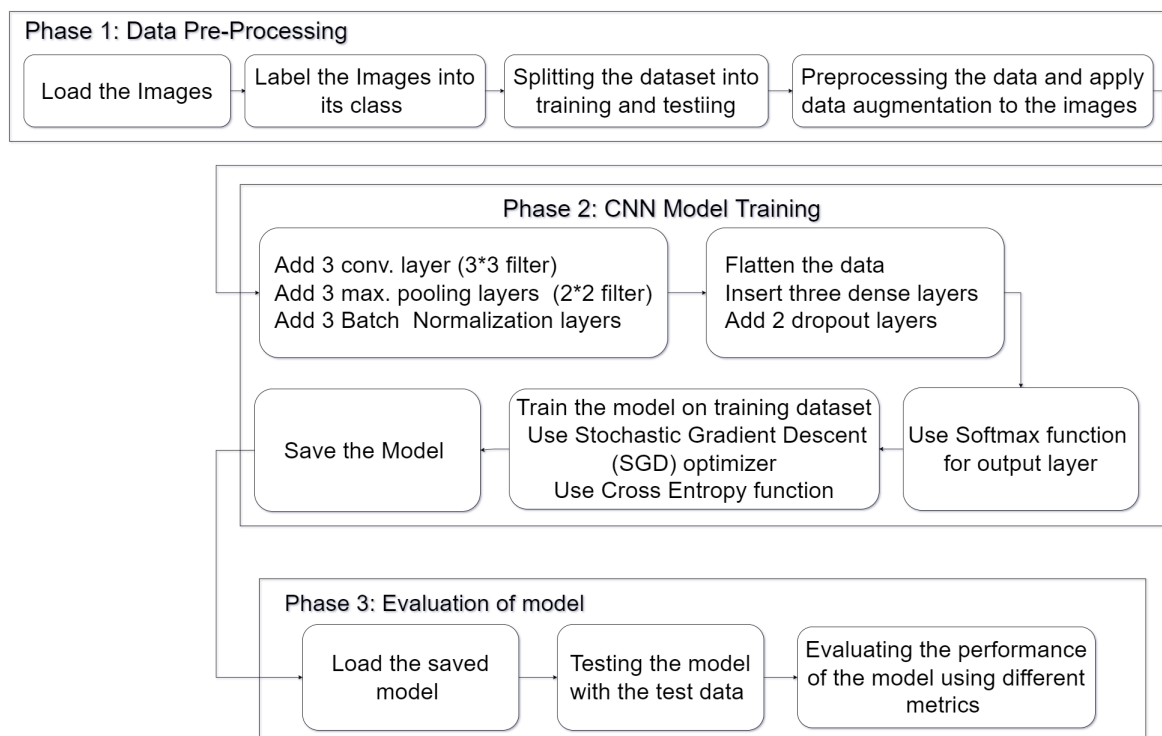 Phase 1: Data Pre-Processing
Load the Images
Label the Images into
its class
Splitting the dataset into
training and testiing
Preprocessing the data and apply
data augmentation to the images
Phase 2: CNN Model Training
Add 3 conv. layer (3*3 filter)
Add 3 max. pooling layers (2*2 filter)
Add 3 Batch Normalization layers
Flatten the data
Insert three dense layers
Add 2 dropout layers
Use Softmax function
for output layer
Train the model on training dataset
Use Stochastic Gradient Descent
(SGD) optimizer
Use Cross Entropy function
Save the Model
Phase 3: Evaluation of model
Load the saved
model
Testing the model
with the test data
Evaluating the performance
of the model using different
metrics